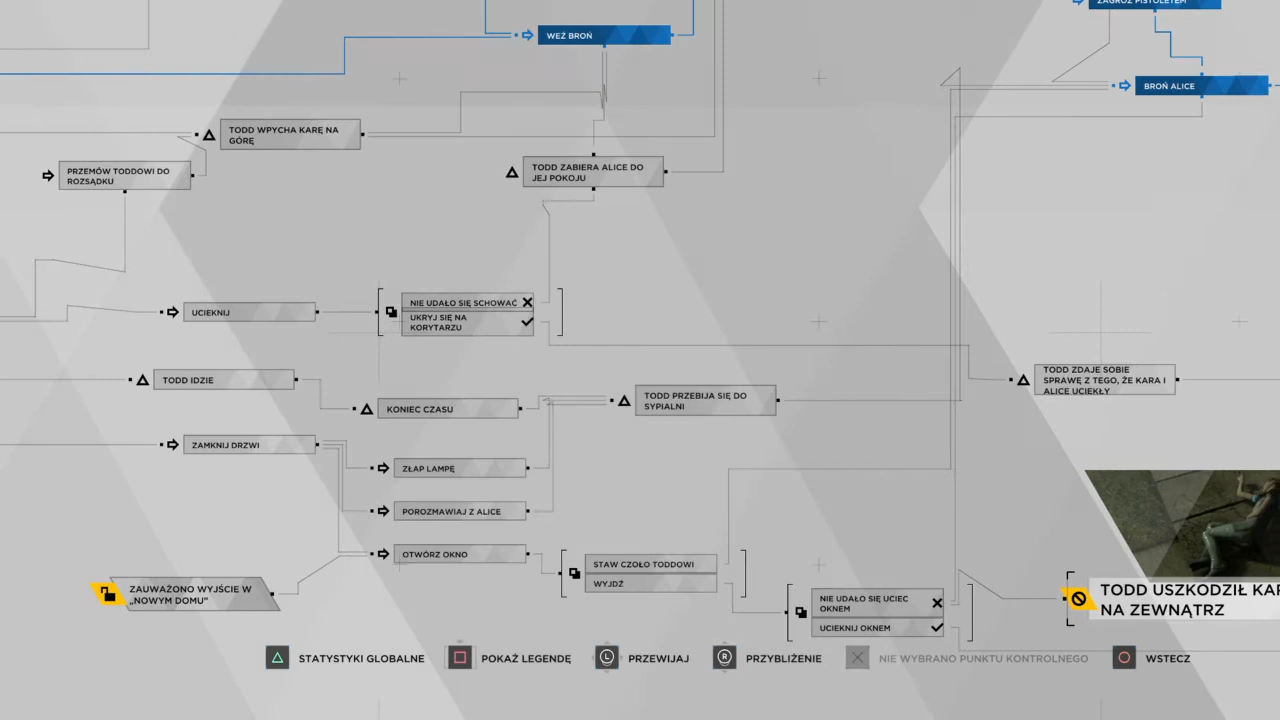 ZAGROŹ PISTOLETEM
WEŹ BROŃ
BROŃ ALICE
TODD WPYCHA KARĘ NA
GÓRĘ
PRZEMÓW TODDOWI DO
ROZSĄDKU
TODD ZABIERA ALICE DO
JEJ POKOJU
UCIEKNIJ
NIE UDAŁO SIĘ SCHOWAĆ
UKRYJ SIĘ NA
KORYTARZU
TODD IDZIE
KONIEC CZASU
TODD PRZEBIJA SIĘ DO
SYPIALNI
TODD ZDAJE SOBIE
SPRAWĘ Z TEGO, ŻE KARA I
ALICE UCIEKŁY
ZAMKNIJ DRZWI
ZŁAP LAMPĘ
POROZMAWIAJ Z ALICE
OTWÓRZ OKNO
STAW CZOŁO TODDOWI
WYJDŹ
ZAUWAŻONO WYJŚCIE W
„NOWYM DOMU”
NIE UDAŁO SIĘ UCIEC
OKNEM
UCIEKNIJ OKNEM
TODD USZKODZIŁ KAR
NA ZEWNĄTRZ
STATYSTYKI GLOBALNE
POKAŻ LEGENDĘ
L PRZEWIJAJ
R PRZYBLIŻENIE
NIE WYBRANO PUNKTU KONTROLNEGO
WSTECZ